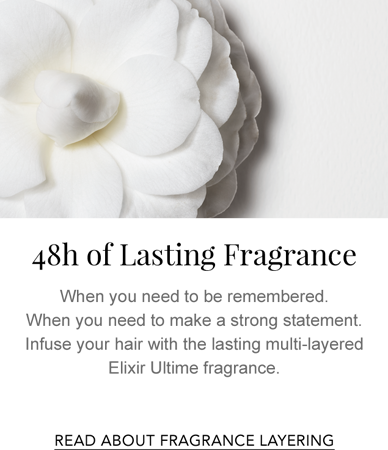 48h of Lasting Fragrance
When you need to be remembered.
When you need to make a strong statement.
Infuse your hair with the lasting multi-layered
Elixir Ultime fragrance.
READ ABOUT FRAGRANCE LAYERING